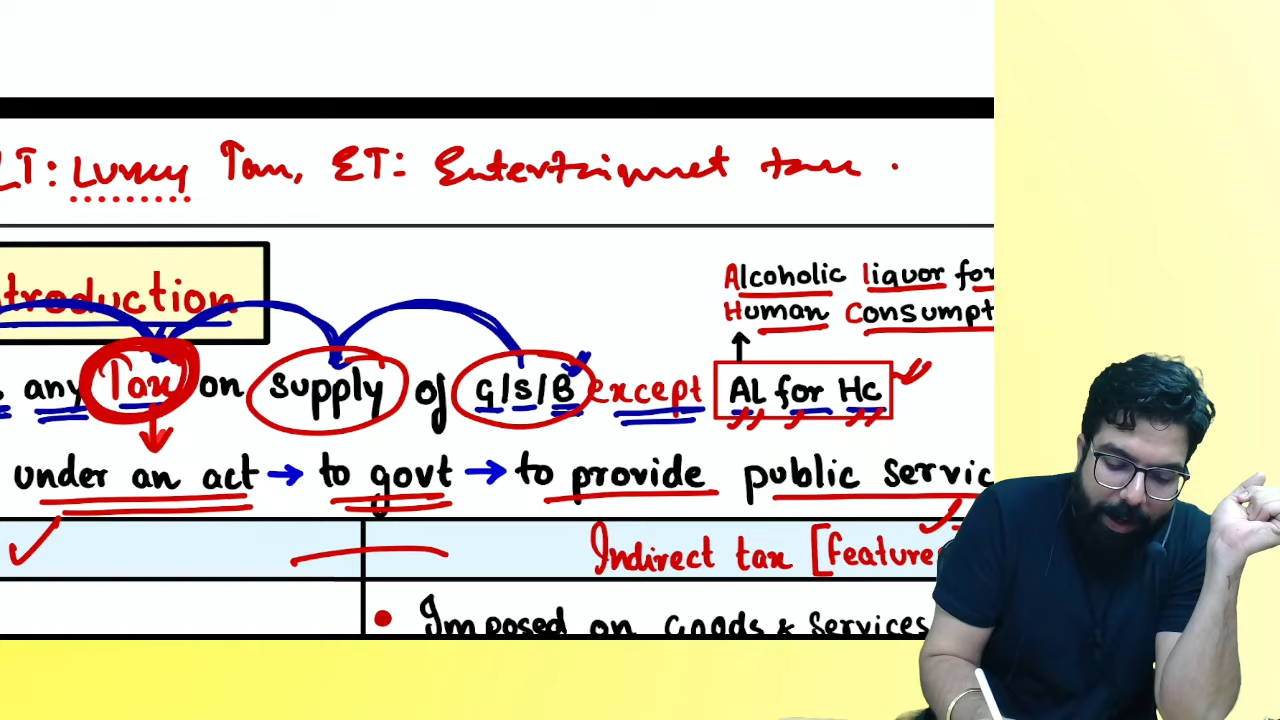 LT: Luxury Tax, ET: Entertainment tax.
ntroduction
Alcoholic liquor for
Human Consumpt
any Tax on supply of G/S/B except AL for HC
under an act → to govt → to provide public servic
Indirect tax [Feature
• Imposed on Goods & Services